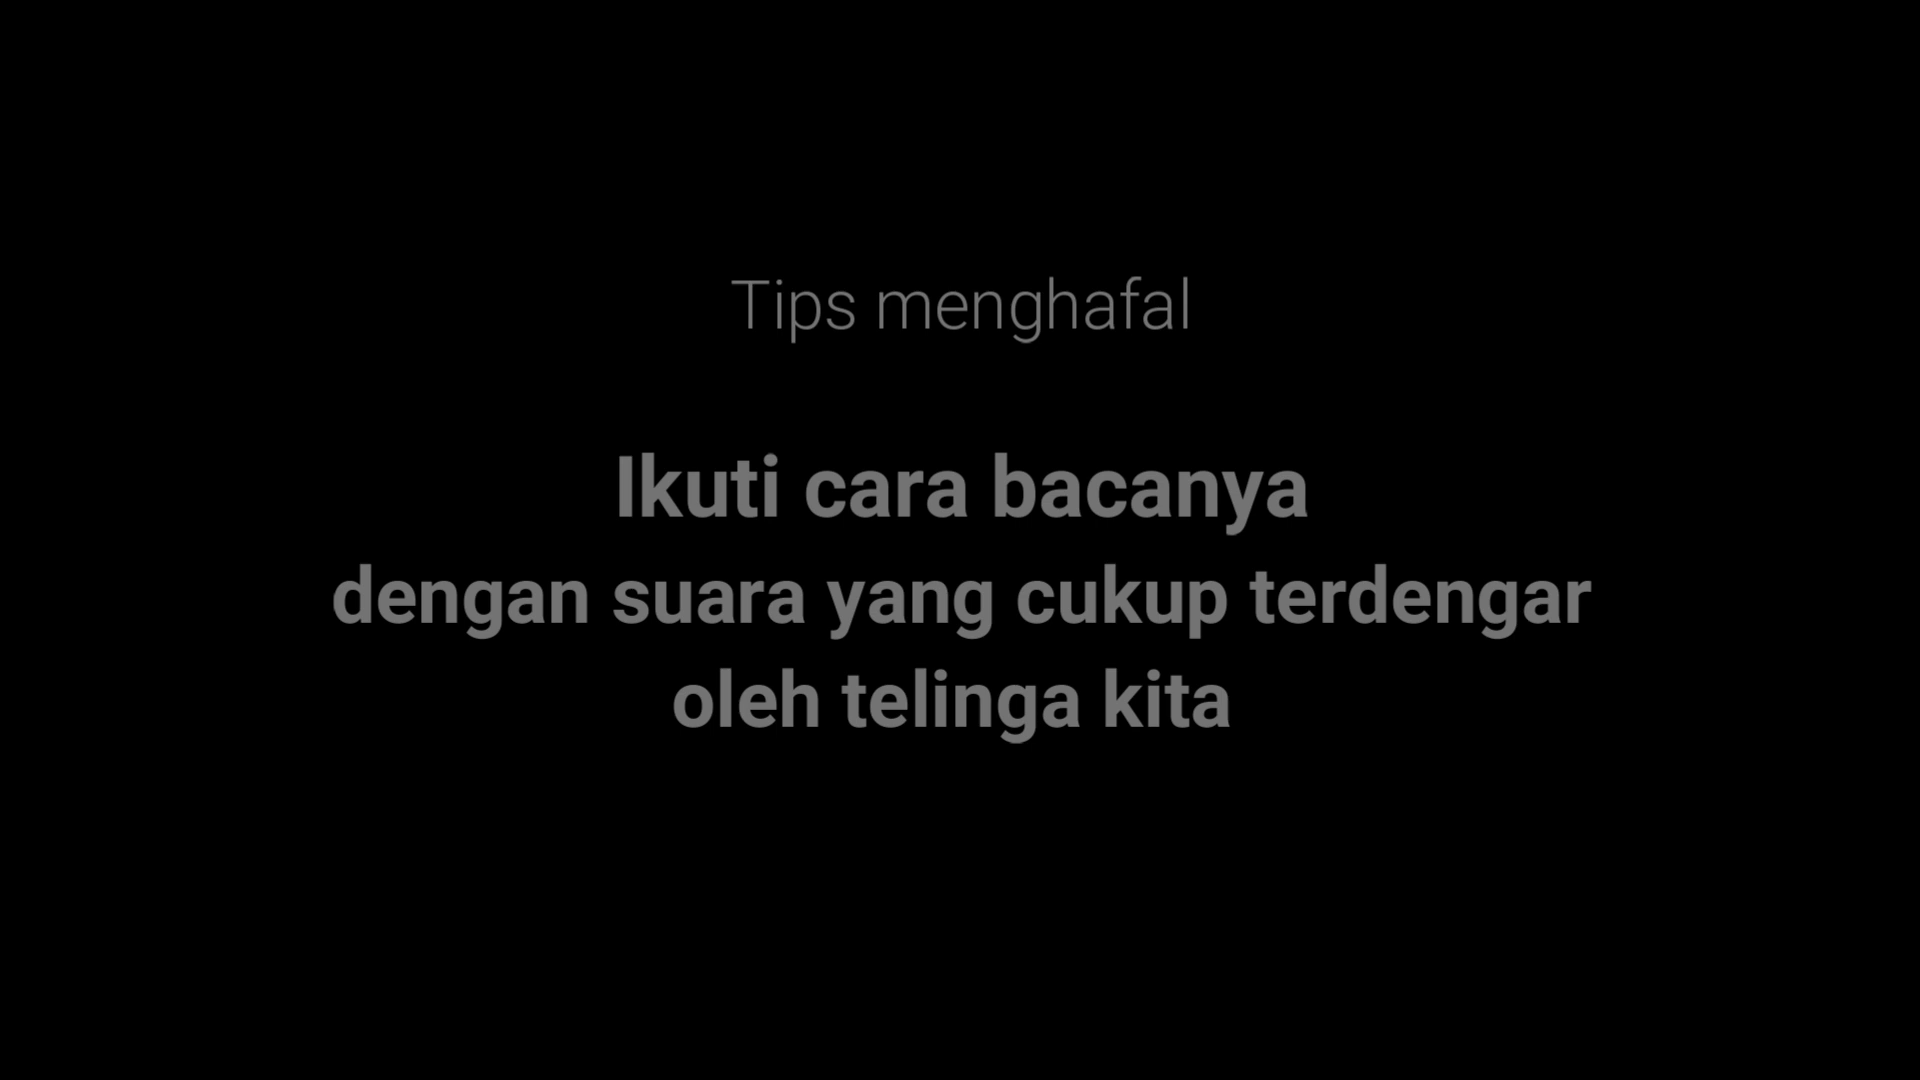 Tips menghafal
Ikuti cara bacanya
dengan suara yang cukup terdengar
oleh telinga kita